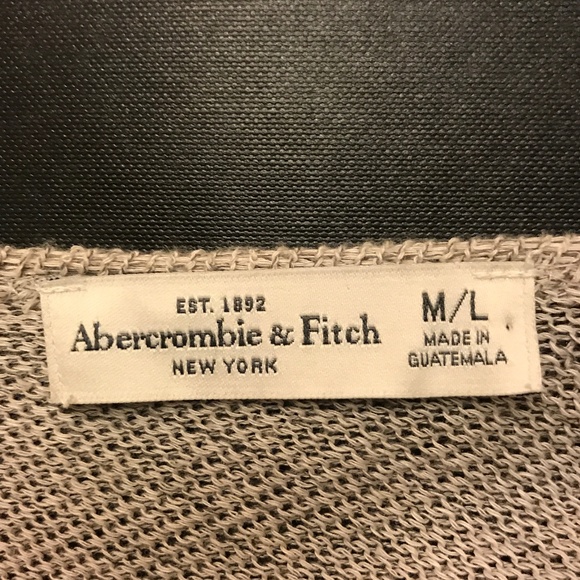 EST. 1892
Abercrombie & Fitch
NEW YORK
M/L
MADE IN
GUATEMALA